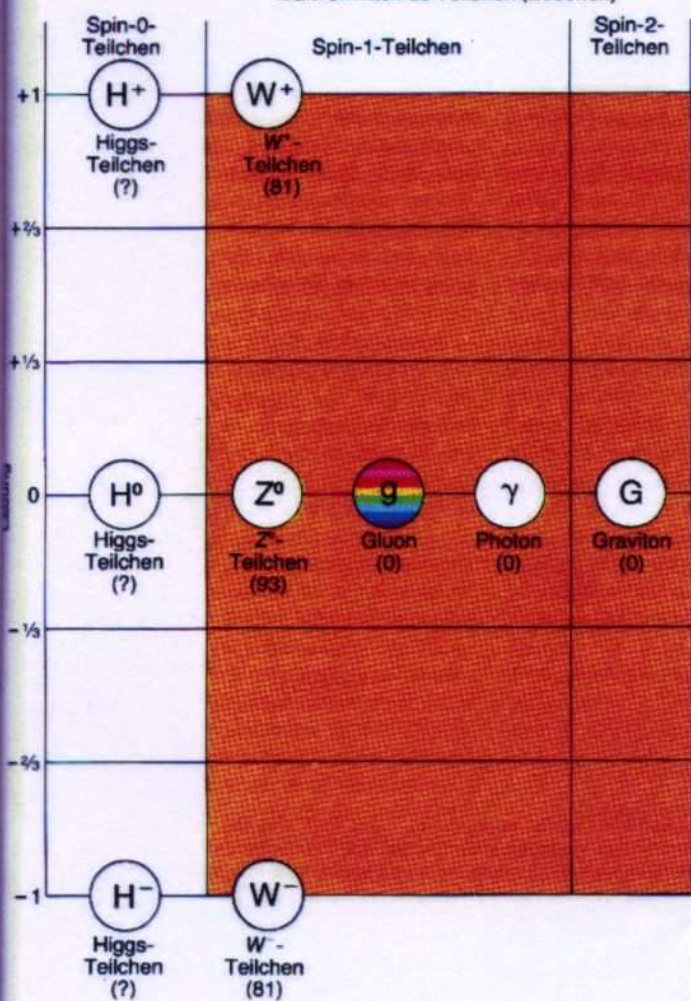 Spin-0-
Teilchen
Spin-1-Teilchen
Spin-2-
Teilchen
+1
H⁺
W⁺
Higgs-
Teilchen
(?)
W⁺-
Teilchen
(81)
+⅔
+⅓
0
H⁰
Z⁰
g
γ
G
Higgs-
Teilchen
(?)
Z⁰-
Teilchen
(93)
Gluon
(0)
Photon
(0)
Graviton
(0)
-⅓
-⅔
-1
H⁻
W⁻
Higgs-
Teilchen
(?)
W⁻-
Teilchen
(81)